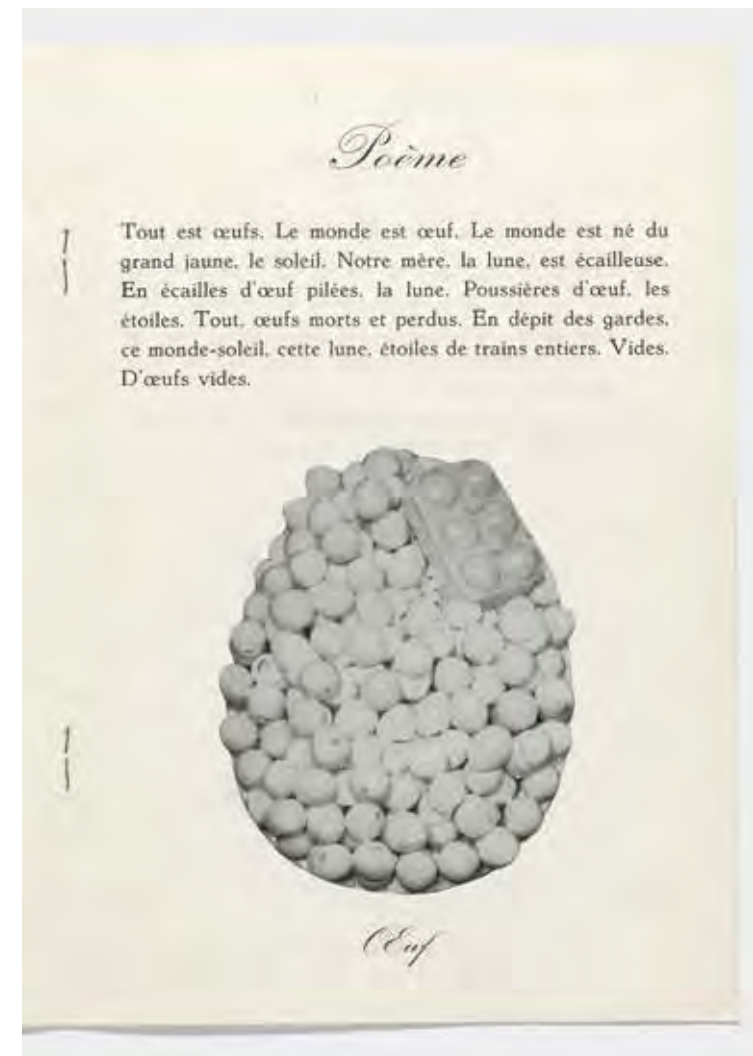 Poème
Tout est œufs. Le monde est œuf. Le monde est né du
grand jaune, le soleil. Notre mère, la lune, est écailleuse.
En écailles d'œuf pilées, la lune. Poussières d'œuf, les
étoiles. Tout, œufs morts et perdus. En dépit des gardes,
ce monde-soleil, cette lune, étoiles de trains entiers. Vides.
D'œufs vides.
Œuf